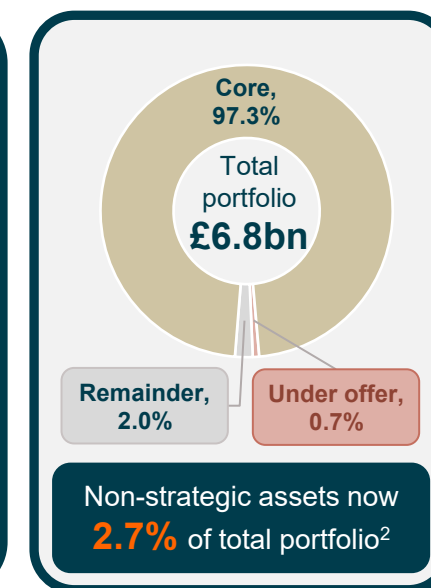 Core,
97.3%
Total
portfolio
£6.8bn
Remainder,
2.0%
Under offer,
0.7%
Non-strategic assets now
2.7% of total portfolio²